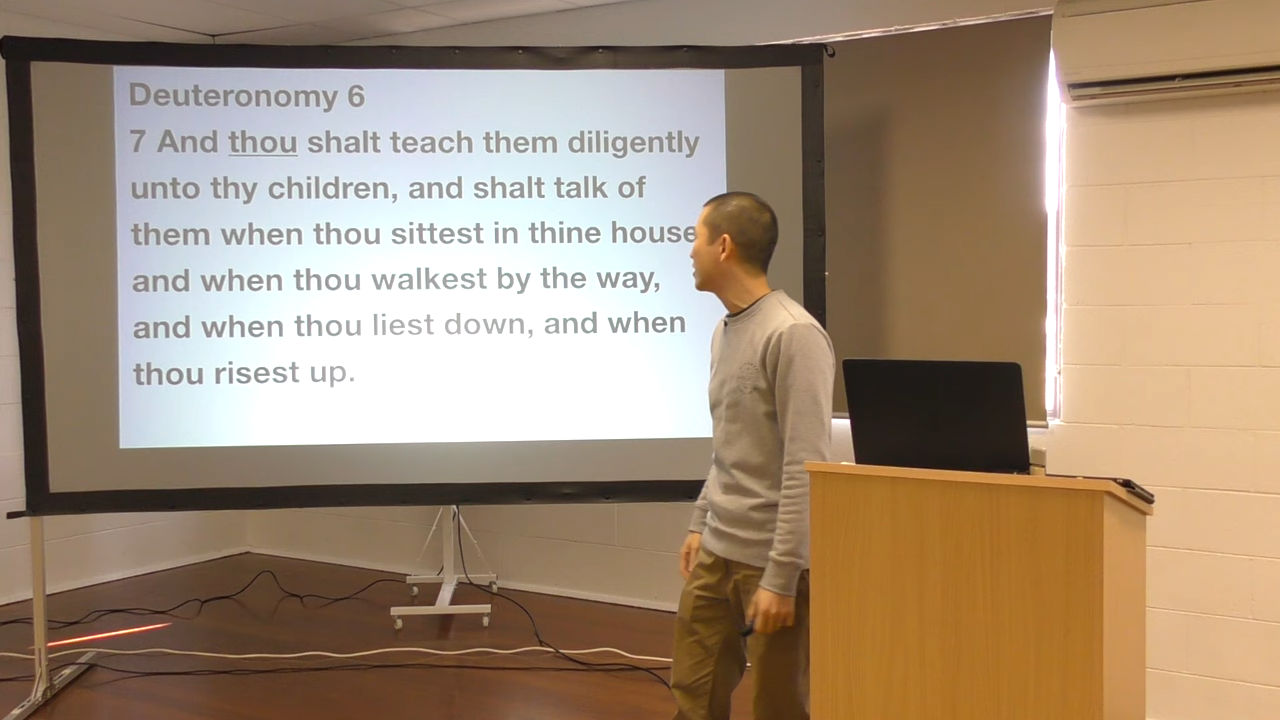 Deuteronomy 6
7 And thou shalt teach them diligently
unto thy children, and shalt talk of
them when thou sittest in thine house
and when thou walkest by the way,
and when thou liest down, and when
thou risest up.